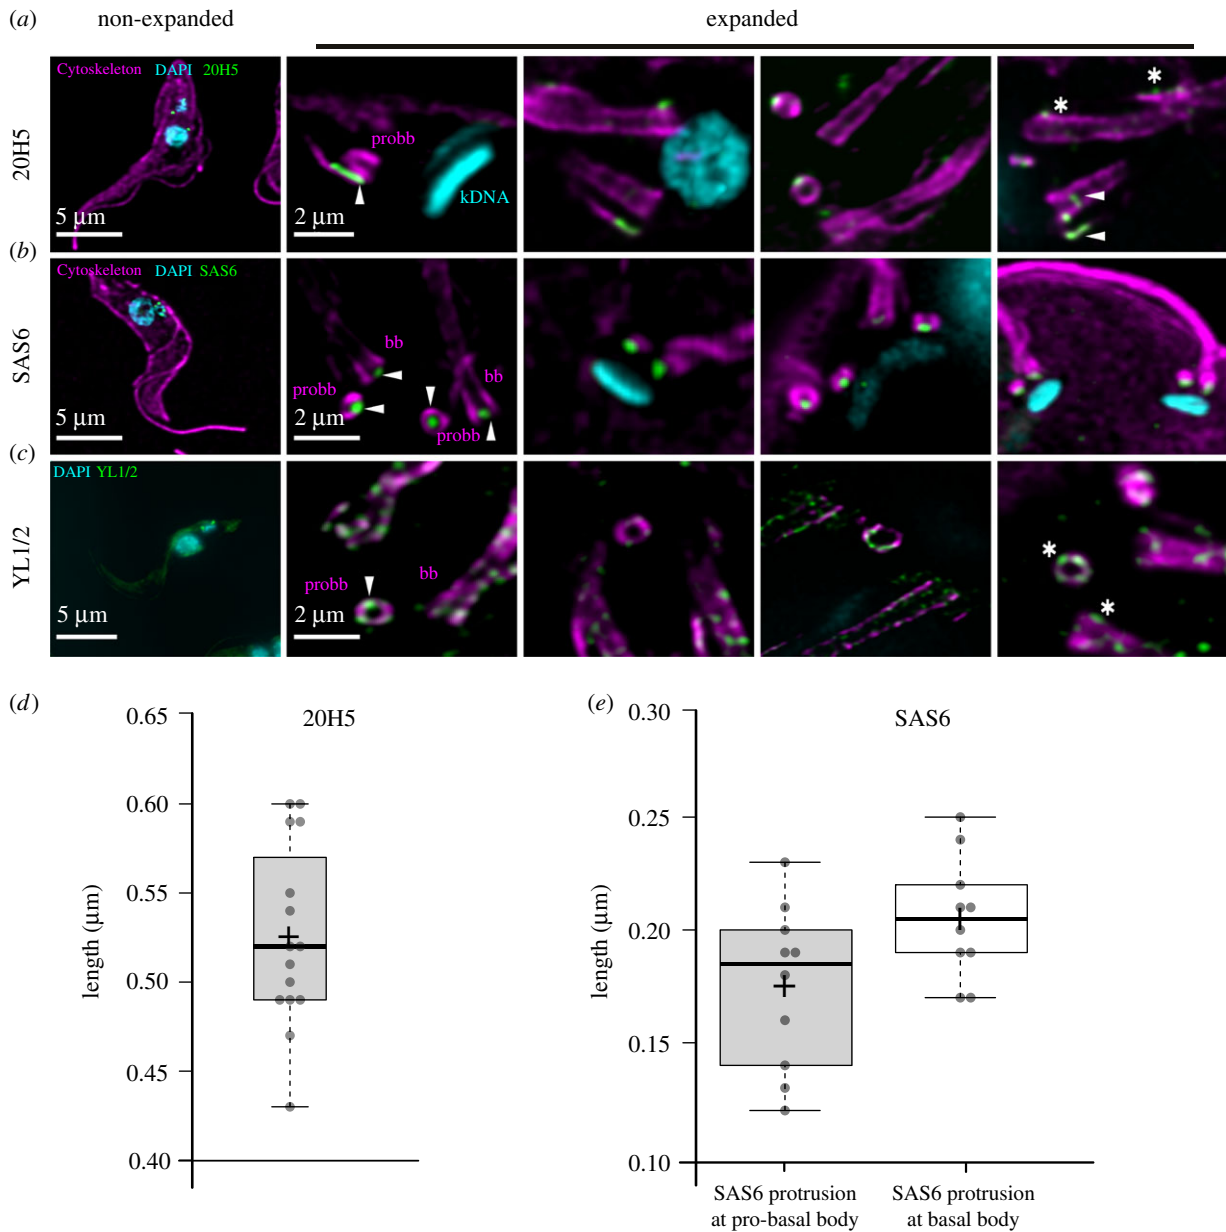 (a) non-expanded expanded
20H5
Cytoskeleton DAPI 20H5
5 μm
probb
kDNA
2 μm
(b)
SAS6
Cytoskeleton DAPI SAS6
5 μm
bb
bb
probb
probb
2 μm
(c)
YL1/2
DAPI YL1/2
5 μm
probb
bb
2 μm
(d)
20H5
length (μm)
0.65
0.60
0.55
0.50
0.45
0.40
(e)
SAS6
length (μm)
0.30
0.25
0.20
0.15
0.10
SAS6 protrusion
at pro-basal body
SAS6 protrusion
at basal body